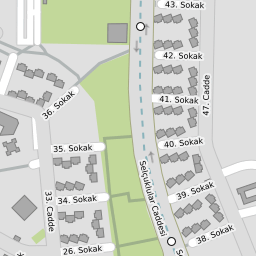 43. Sokak
42. Sokak
47. Cadde
41. Sokak
36. Sokak
35. Sokak
40. Sokak
Selçuklular Caddesi
33. Cadde
34. Sokak
39. Sokak
38. Sokak
26. Sokak